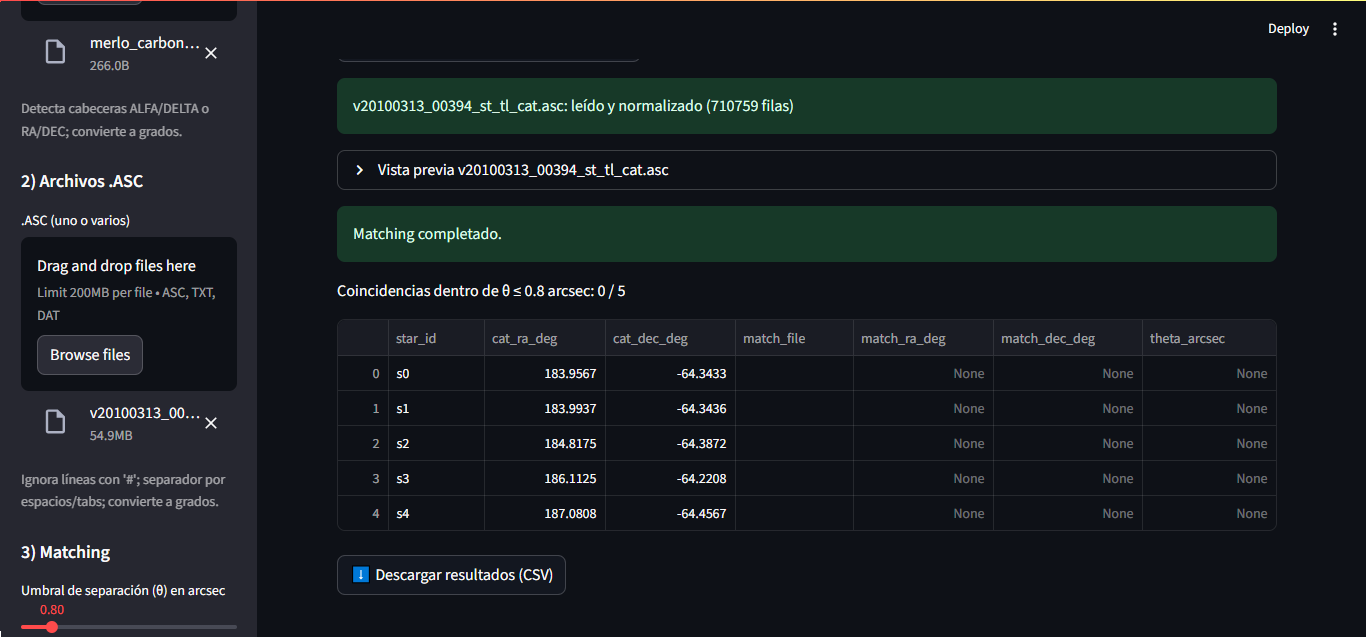 merlo_carbon...
266.0B
Detecta cabeceras ALFA/DELTA o
RA/DEC; convierte a grados.
2) Archivos .ASC
.ASC (uno o varios)
Drag and drop files here
Limit 200MB per file • ASC, TXT,
DAT
Browse files
v20100313_00...
54.9MB
Ignora líneas con '#'; separador por
espacios/tabs; convierte a grados.
3) Matching
Umbral de separación (θ) en arcsec
0.80
Deploy
v20100313_00394_st_tl_cat.asc: leído y normalizado (710759 filas)
Vista previa v20100313_00394_st_tl_cat.asc
Matching completado.
Coincidencias dentro de θ ≤ 0.8 arcsec: 0 / 5
star_id cat_ra_deg cat_dec_deg match_file match_ra_deg match_dec_deg theta_arcsec
0 s0 183.9567 -64.3433 None None None
1 s1 183.9937 -64.3436 None None None
2 s2 184.8175 -64.3872 None None None
3 s3 186.1125 -64.2208 None None None
4 s4 187.0808 -64.4567 None None None
Descargar resultados (CSV)